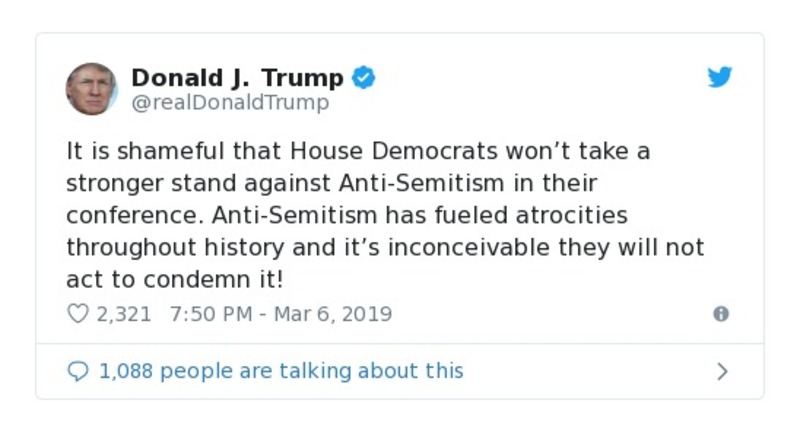 Donald J. Trump
@realDonaldTrump
It is shameful that House Democrats won’t take a
stronger stand against Anti-Semitism in their
conference. Anti-Semitism has fueled atrocities
throughout history and it’s inconceivable they will not
act to condemn it!
2,321 7:50 PM - Mar 6, 2019
1,088 people are talking about this